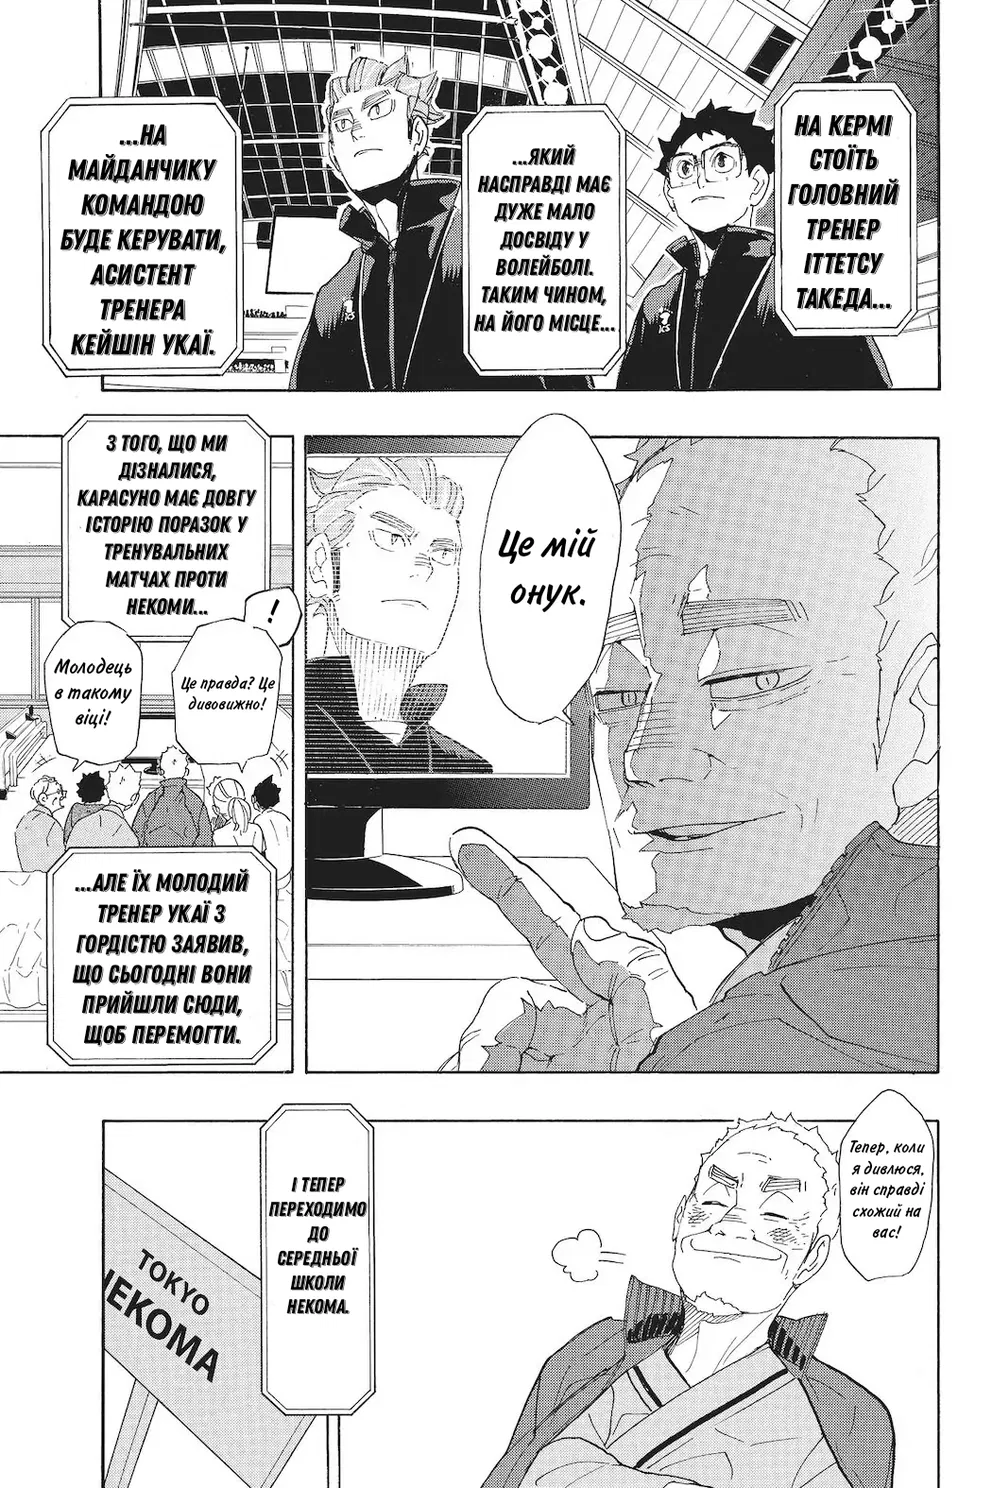 НА КЕРМІ
СТОЇТЬ
ГОЛОВНИЙ
ТРЕНЕР
ІТТЕТСУ
ТАКЕДА...
...ЯКИЙ
НАСПРАВДІ МАЄ
ДУЖЕ МАЛО
ДОСВІДУ У
ВОЛЕЙБОЛІ.
ТАКИМ ЧИНОМ,
НА ЙОГО МІСЦЕ...
...НА
МАЙДАНЧИКУ
КОМАНДОЮ
БУДЕ КЕРУВАТИ,
АСИСТЕНТ
ТРЕНЕРА
КЕЙШІН УКАЇ.
Це мій
онук.
З ТОГО, ЩО МИ
ДІЗНАЛИСЯ,
КАРАСУНО МАЄ ДОВГУ
ІСТОРІЮ ПОРАЗОК У
ТРЕНУВАЛЬНИХ
МАТЧАХ ПРОТИ
НЕКОМИ...
!
Це правда? Це
дивовижно!
Молодець
в такому
віці!
...АЛЕ ЇХ МОЛОДИЙ
ТРЕНЕР УКАЇ З
ГОРДІСТЮ ЗАЯВИВ,
ЩО СЬОГОДНІ ВОНИ
ПРИЙШЛИ СЮДИ,
ЩОБ ПЕРЕМОГТИ.
Тепер, коли
я дивлюся,
він справді
схожий на
вас!
І ТЕПЕР
ПЕРЕХОДИМО
ДО
СЕРЕДНЬОЇ
ШКОЛИ
НЕКОМА.
TOKYO
NEKOMA